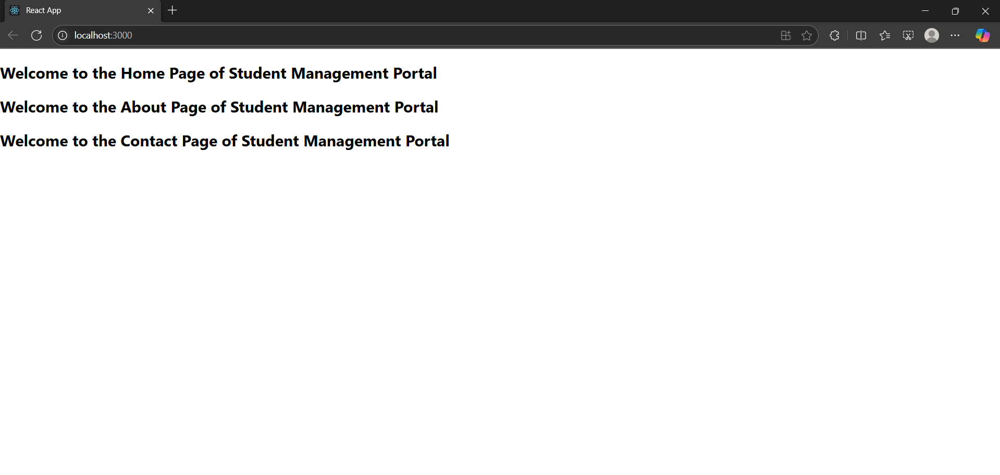 React App
localhost:3000
Welcome to the Home Page of Student Management Portal
Welcome to the About Page of Student Management Portal
Welcome to the Contact Page of Student Management Portal